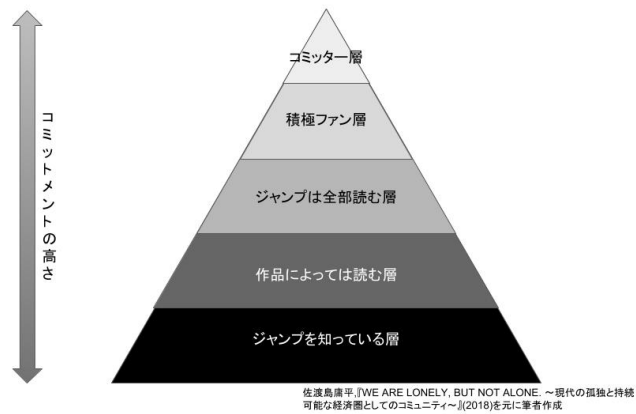 コミットメントの高さ
コミッター層
積極ファン層
ジャンプは全部読む層
作品によっては読む層
ジャンプを知っている層
佐渡島庸平,『WE ARE LONELY, BUT NOT ALONE. 〜現代の孤独と持続
可能な経済圏としてのコミュニティ〜』(2018)を元に筆者作成